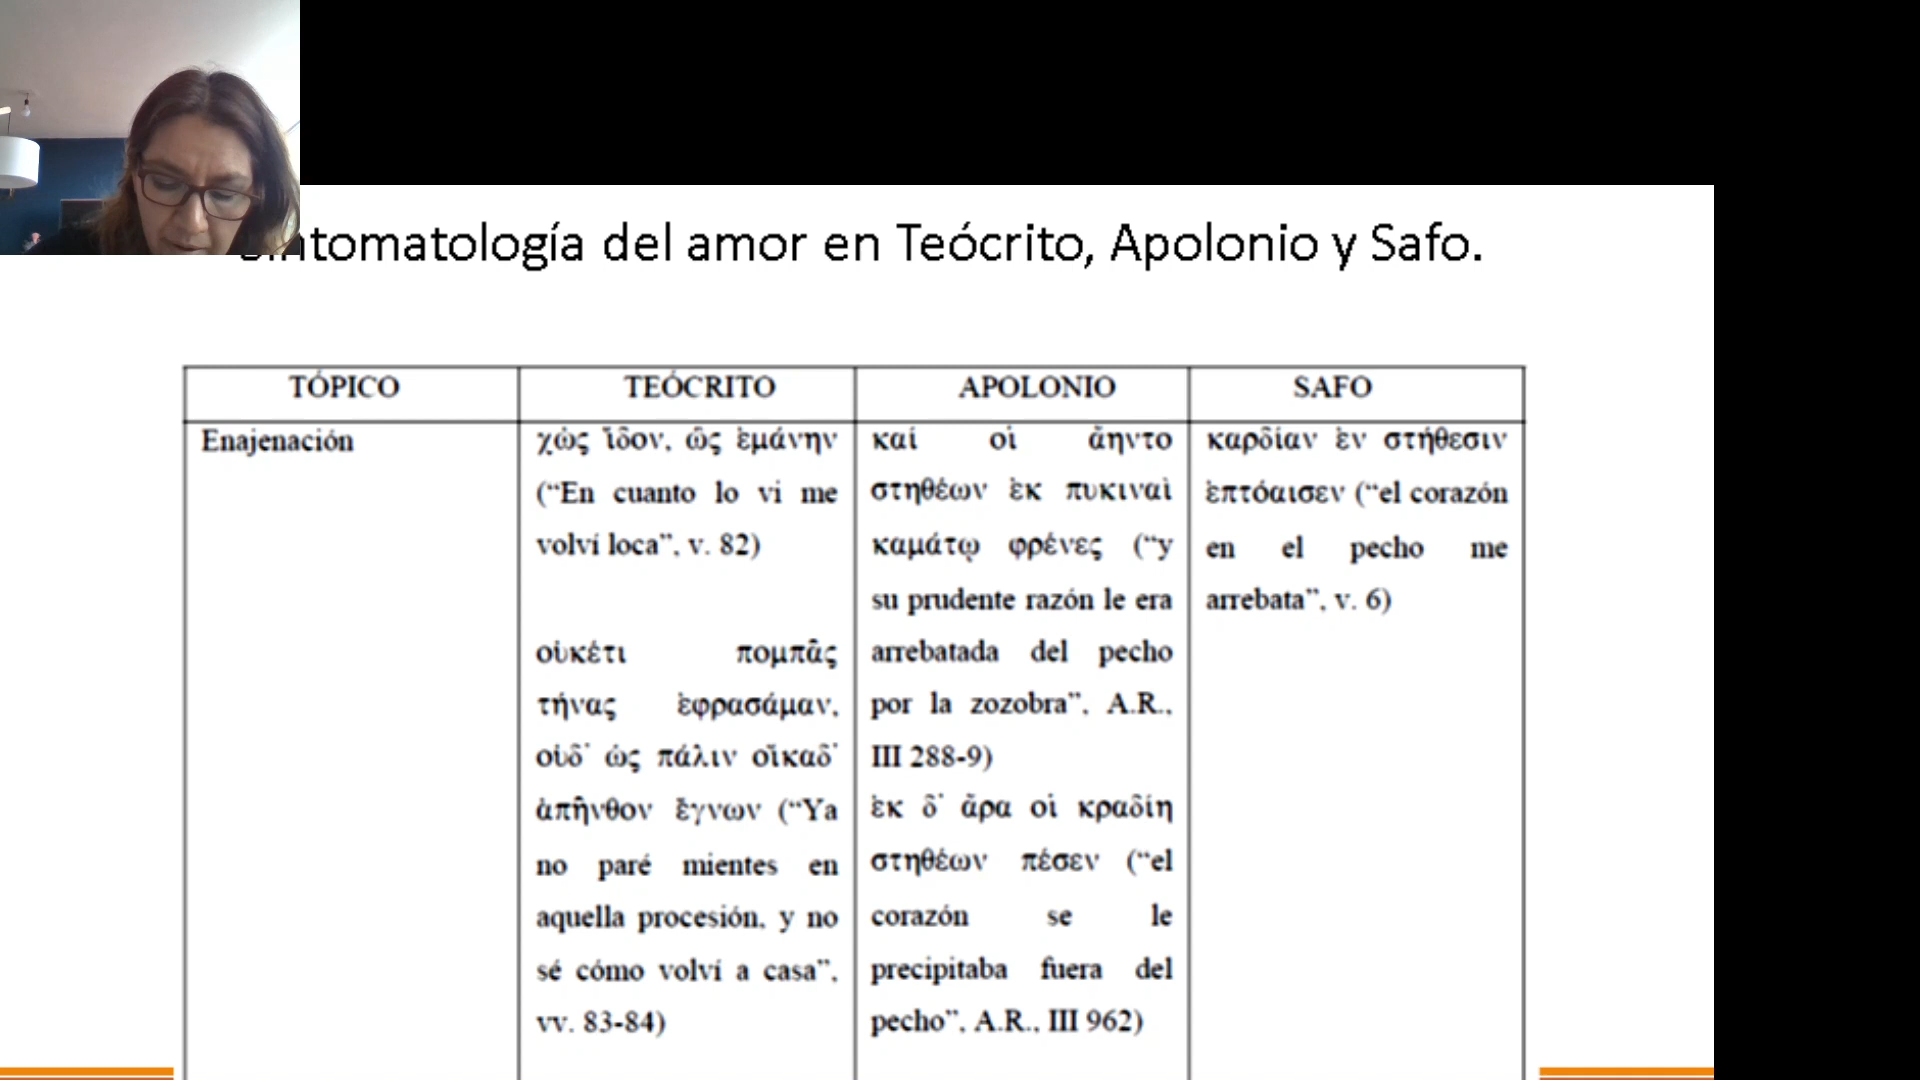 Sintomatología del amor en Teócrito, Apolonio y Safo.
TÓPICO
TEÓCRITO
APOLONIO
SAFO
Enajenación
χὠς ἴδον, ὣς ἐμάνην
(“En cuanto lo vi me
volví loca”, v. 82)
οὐκέτι πομπᾶς
τήνας ἐφρασάμαν,
οὐδ᾽ ὡς πάλιν οἴκαδ᾽
ἀπῆνθον ἔγνων (“Ya
no paré mientes en
aquella procesión, y no
sé cómo volví a casa”,
vv. 83-84)
καί οἱ ἄηντο
στηθέων ἐκ πυκιναὶ
καμάτῳ φρένες (“y
su prudente razón le era
arrebatada del pecho
por la zozobra”, A.R.,
III 288-9)
ἐκ δ᾽ ἄρα οἱ κραδίη
στηθέων πέσεν (“el
corazón se le
precipitaba fuera del
pecho”, A.R., III 962)
καρδίαν ἐν στήθεσιν
ἐπτόαισεν (“el corazón
en el pecho me
arrebata”, v. 6)